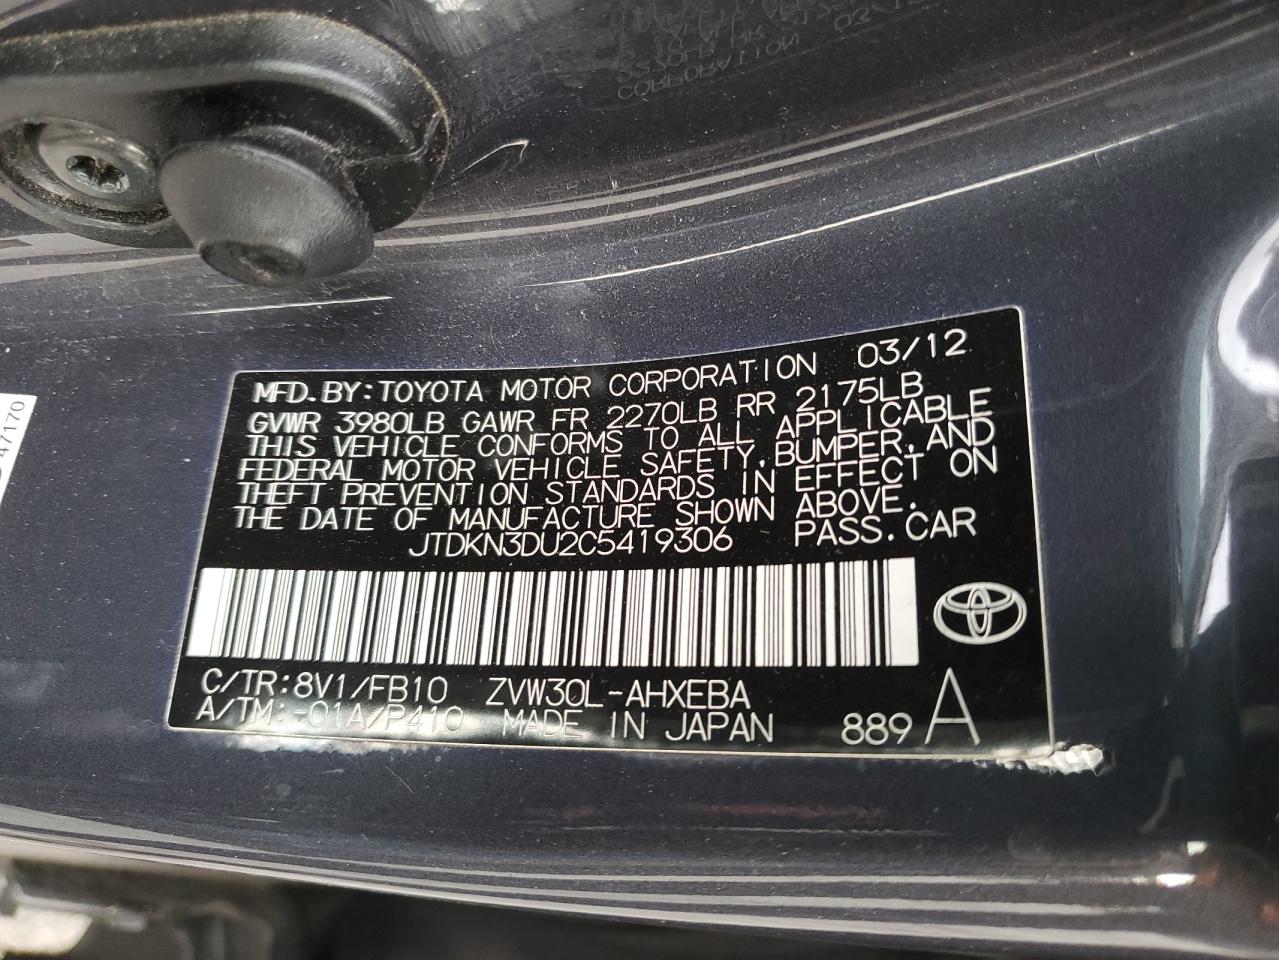 MFD. BY: TOYOTA MOTOR CORPORATION 03/12
GVWR 3980LB GAWR FR 2270LB RR 2175LB
THIS VEHICLE CONFORMS TO ALL APPLICABLE
FEDERAL MOTOR VEHICLE SAFETY, BUMPER, AND
THEFT PREVENTION STANDARDS IN EFFECT ON
THE DATE OF MANUFACTURE SHOWN ABOVE.
JTDKN3DU2C5419306 PASS. CAR
C/TR: 8V1/FB10 ZVW30L-AHXEBA
A/TM: -01A/P410 MADE IN JAPAN 889 A
47170